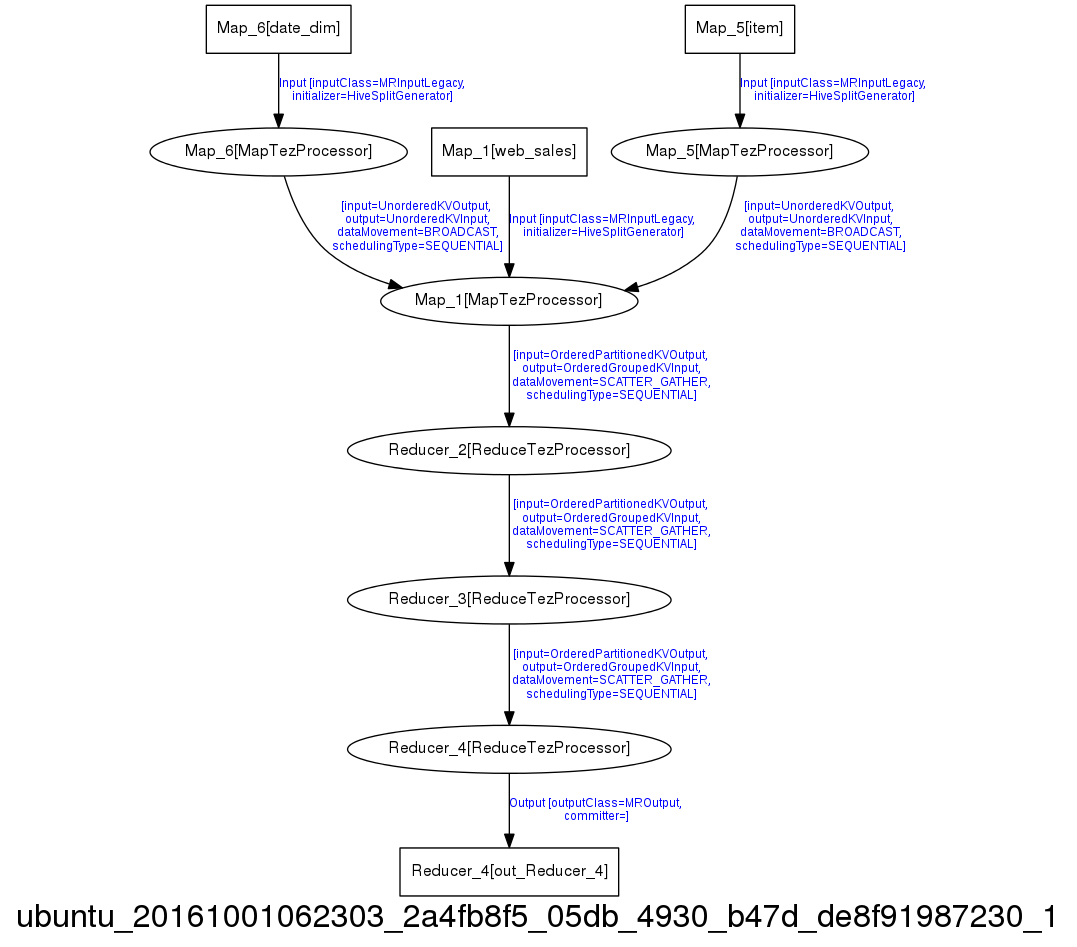 Map_6[date_dim]
Map_5[item]
Input [inputClass=MRInputLegacy,
initializer=HiveSplitGenerator]
Input [inputClass=MRInputLegacy,
initializer=HiveSplitGenerator]
Map_6[MapTezProcessor]
Map_1[web_sales]
Map_5[MapTezProcessor]
[input=UnorderedKVOutput,
output=UnorderedKVInput,
dataMovement=BROADCAST,
schedulingType=SEQUENTIAL]
Input [inputClass=MRInputLegacy,
initializer=HiveSplitGenerator]
[input=UnorderedKVOutput,
output=UnorderedKVInput,
dataMovement=BROADCAST,
schedulingType=SEQUENTIAL]
Map_1[MapTezProcessor]
[input=OrderedPartitionedKVOutput,
output=OrderedGroupedKVInput,
dataMovement=SCATTER_GATHER,
schedulingType=SEQUENTIAL]
Reducer_2[ReduceTezProcessor]
[input=OrderedPartitionedKVOutput,
output=OrderedGroupedKVInput,
dataMovement=SCATTER_GATHER,
schedulingType=SEQUENTIAL]
Reducer_3[ReduceTezProcessor]
[input=OrderedPartitionedKVOutput,
output=OrderedGroupedKVInput,
dataMovement=SCATTER_GATHER,
schedulingType=SEQUENTIAL]
Reducer_4[ReduceTezProcessor]
Output [outputClass=MROutput,
committer=]
Reducer_4[out_Reducer_4]
ubuntu_20161001062303_2a4fb8f5_05db_4930_b47d_de8f91987230_1